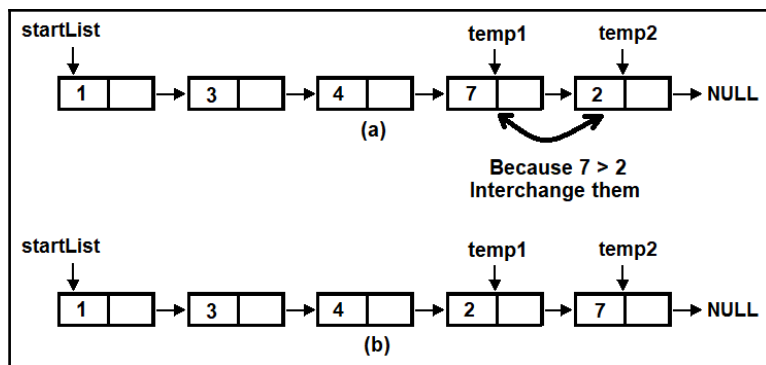 startList temp1 temp2
1 3 4 7 2 NULL
(a)
Because 7 > 2
Interchange them
startList temp1 temp2
1 3 4 2 7 NULL
(b)